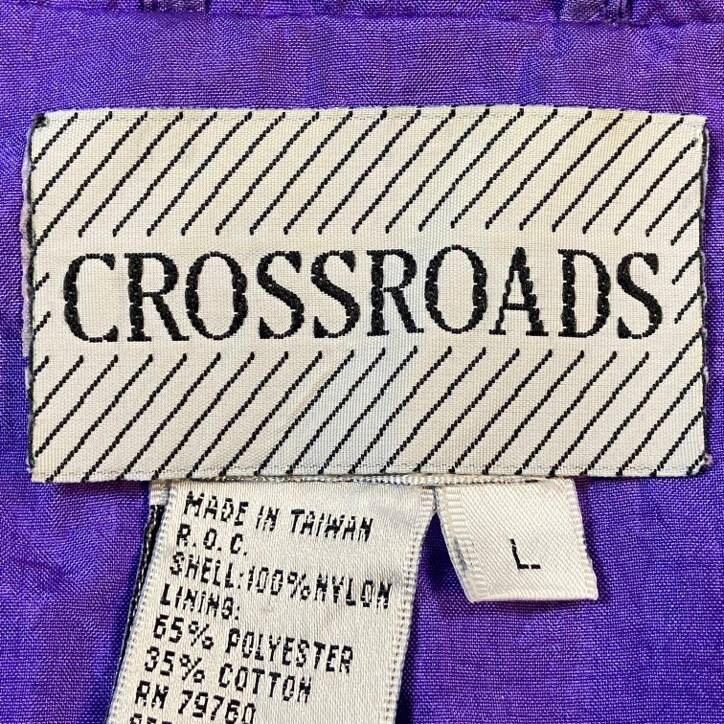 CROSSROADS
MADE IN TAIWAN
R.O.C.
SHELL:100%NYLON
LINING:
65% POLYESTER
35% COTTON
RN 79760
L